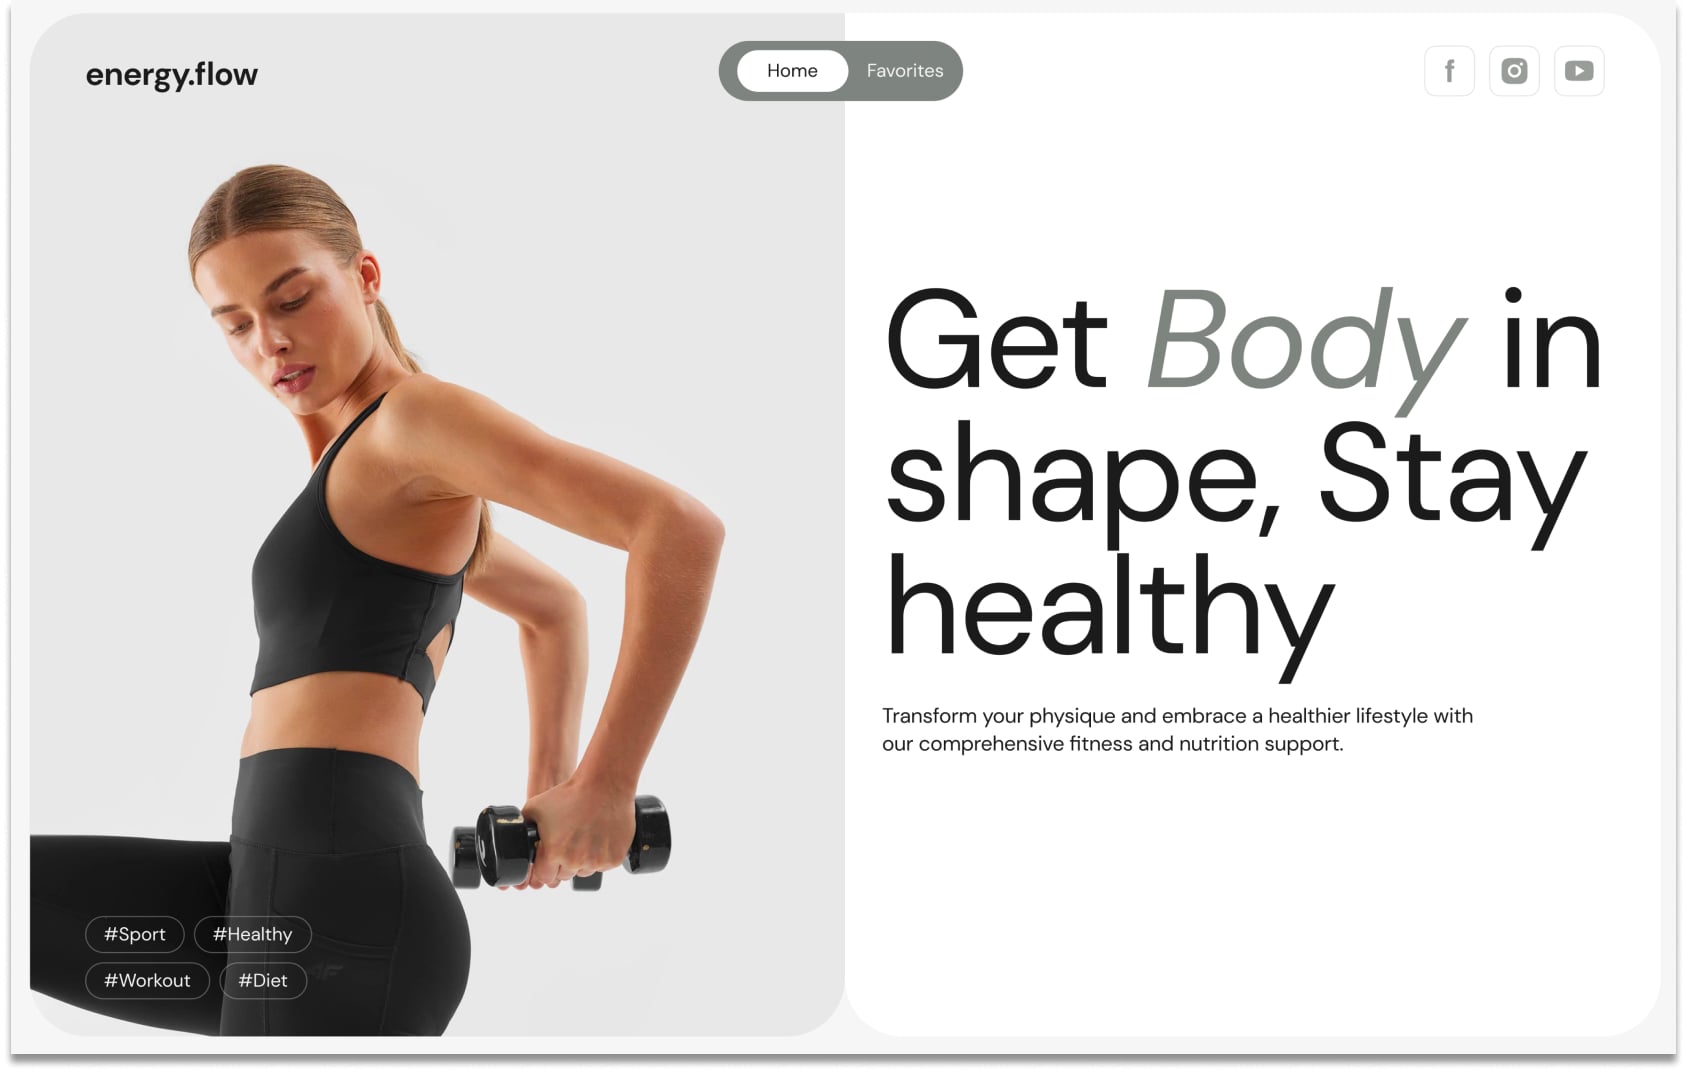 energy.flow
Home
Favorites
Get Body in
shape, Stay
healthy
Transform your physique and embrace a healthier lifestyle with
our comprehensive fitness and nutrition support.
#Sport
#Healthy
#Workout
#Diet